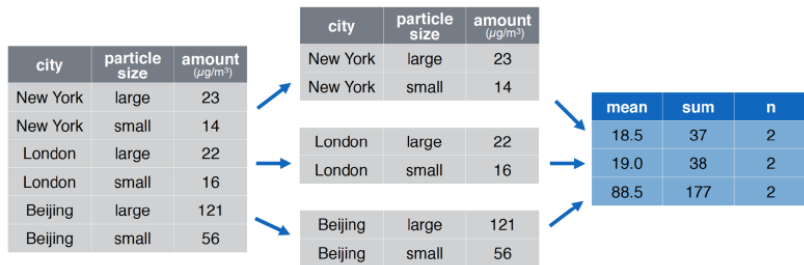 city particle size amount (µg/m³)
New York large 23
New York small 14
London large 22
London small 16
Beijing large 121
Beijing small 56
city particle size amount (µg/m³)
New York large 23
New York small 14
London large 22
London small 16
Beijing large 121
Beijing small 56
mean sum n
18.5 37 2
19.0 38 2
88.5 177 2